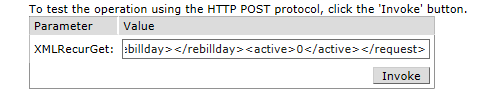 To test the operation using the HTTP POST protocol, click the 'Invoke' button.
Parameter Value
XMLRecurGet: :billday></rebillday><active>0</active></request>
Invoke